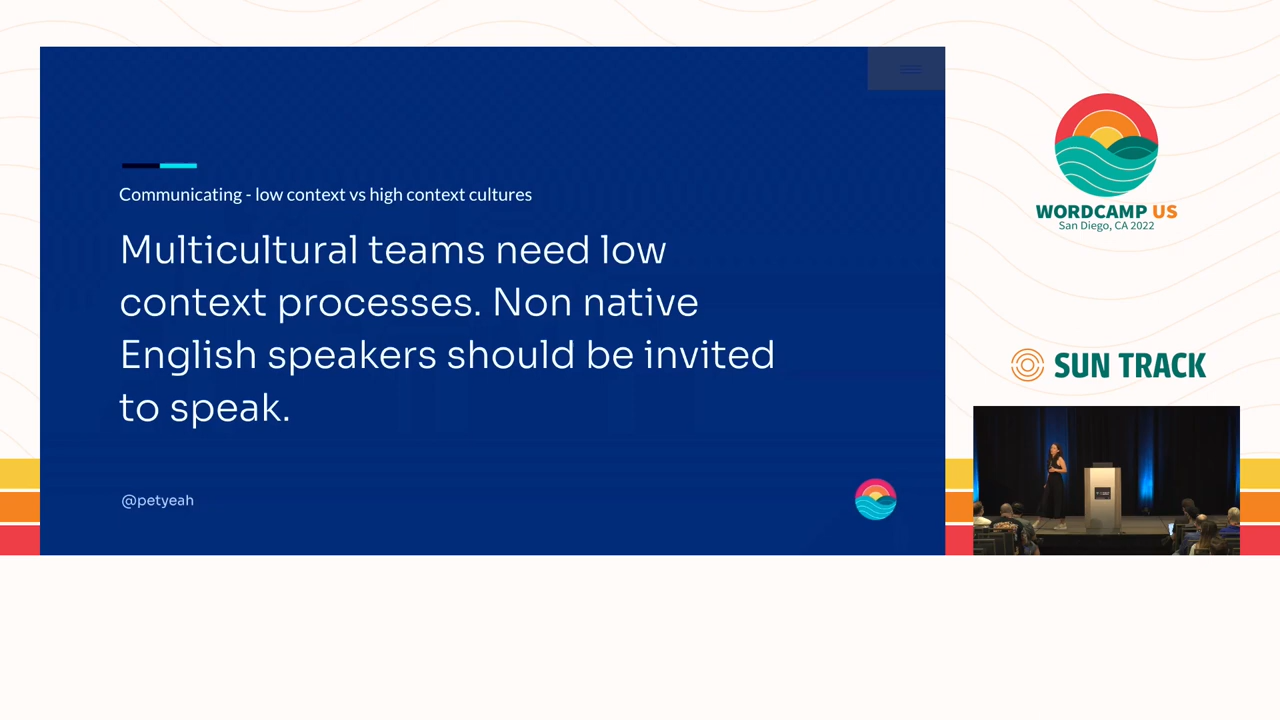 Communicating - low context vs high context cultures
Multicultural teams need low
context processes. Non native
English speakers should be invited
to speak.
@petyeah
WORDCAMP US
San Diego, CA 2022
SUN TRACK